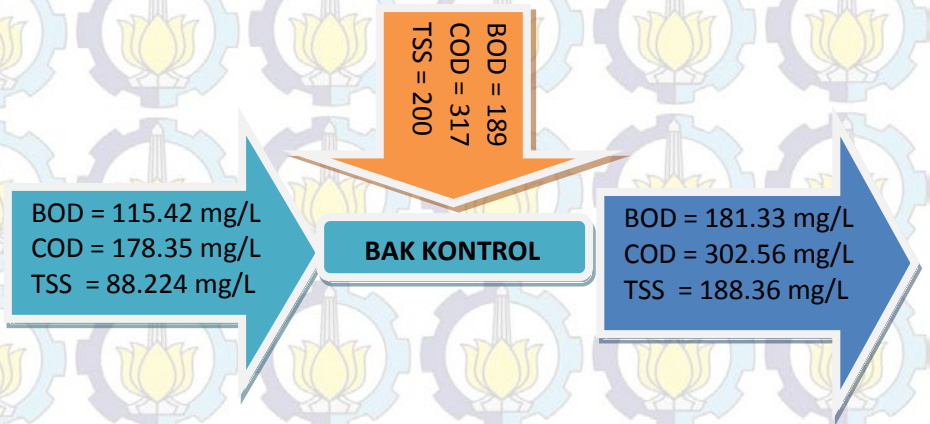 BOD = 189
COD = 317
TSS = 200
BOD = 115.42 mg/L
COD = 178.35 mg/L
TSS = 88.224 mg/L
BAK KONTROL
BOD = 181.33 mg/L
COD = 302.56 mg/L
TSS = 188.36 mg/L